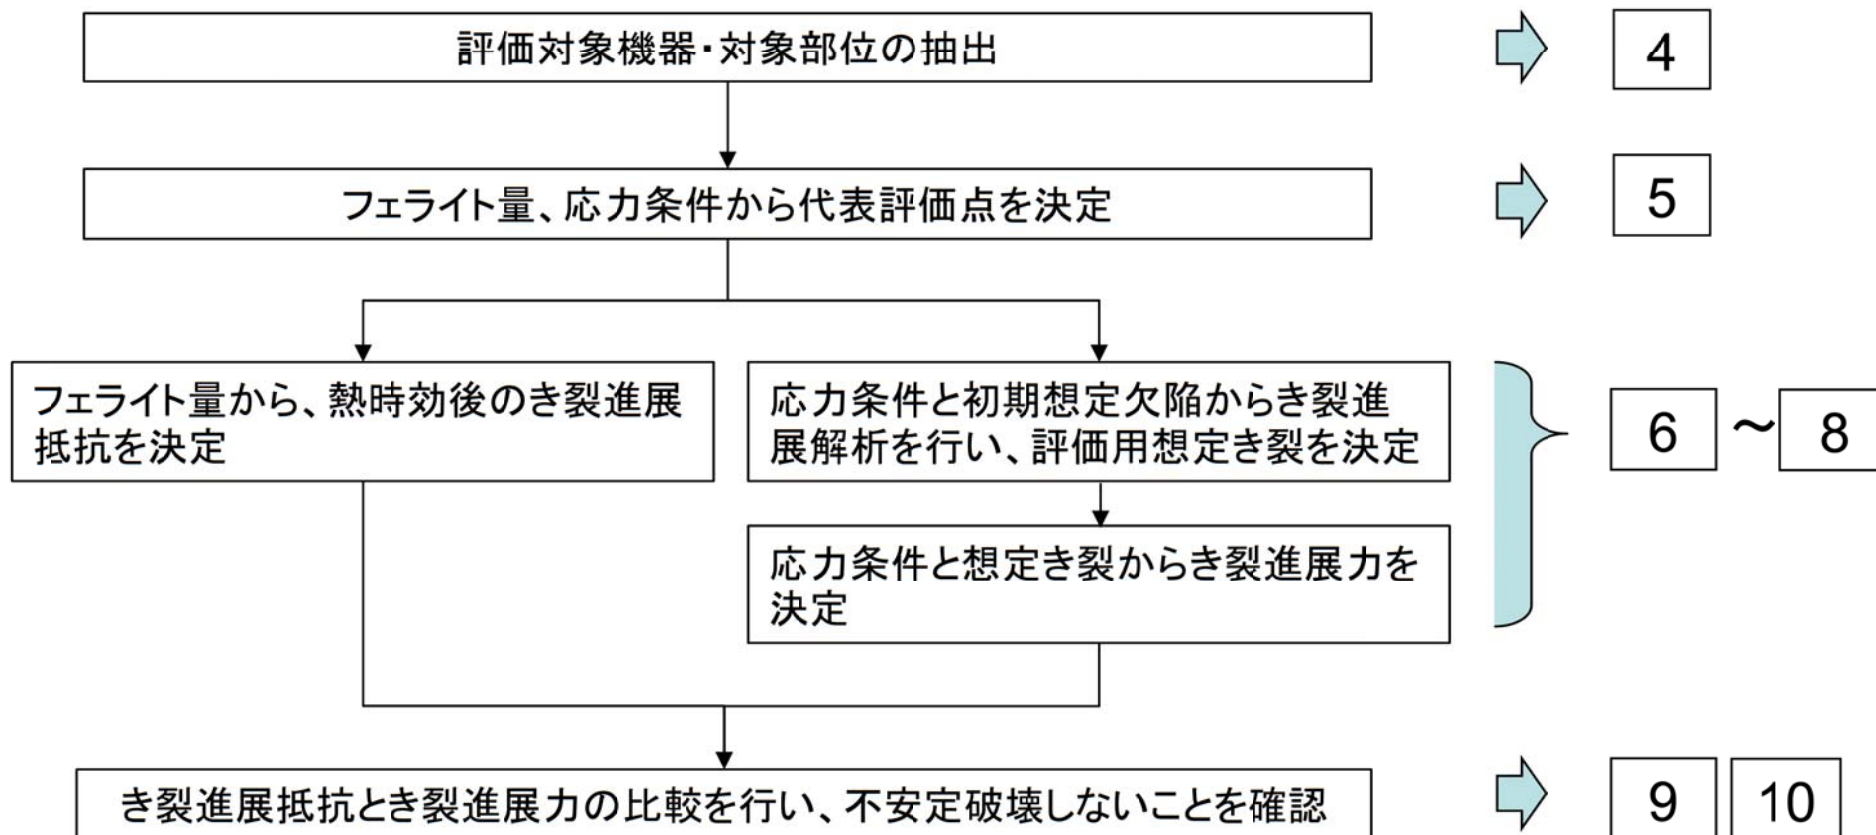 評価対象機器・対象部位の抽出
4
フェライト量、応力条件から代表評価点を決定
5
フェライト量から、熱時効後のき裂進展
抵抗を決定
応力条件と初期想定欠陥からき裂進
展解析を行い、評価用想定き裂を決定
6 ～ 8
応力条件と想定き裂からき裂進展力を
決定
き裂進展抵抗とき裂進展力の比較を行い、不安定破壊しないことを確認
9 10